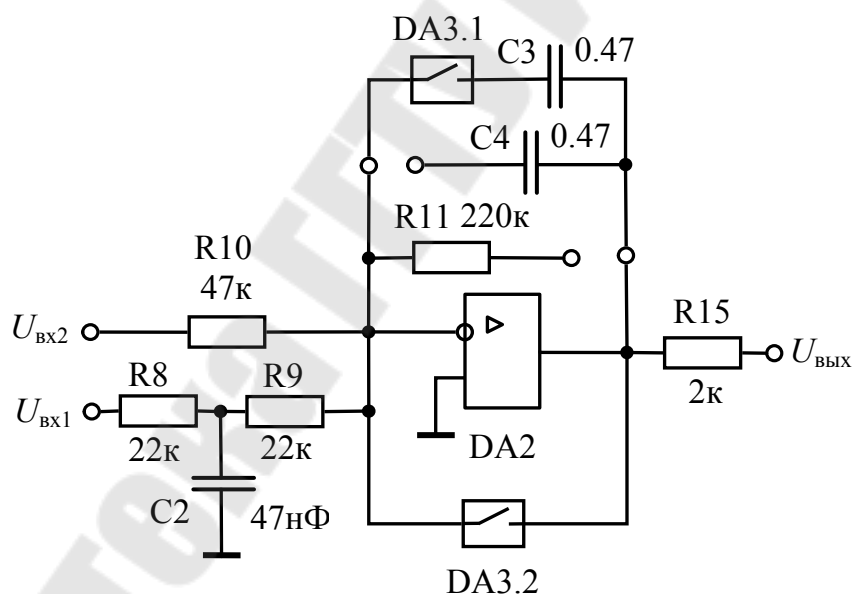 DA3.1
C3 0.47
C4 0.47
R11 220к
R10
47к
Uвх2
R15
Uвых
2к
R8
R9
Uвх1
22к
22к
DA2
C2
47нФ
DA3.2